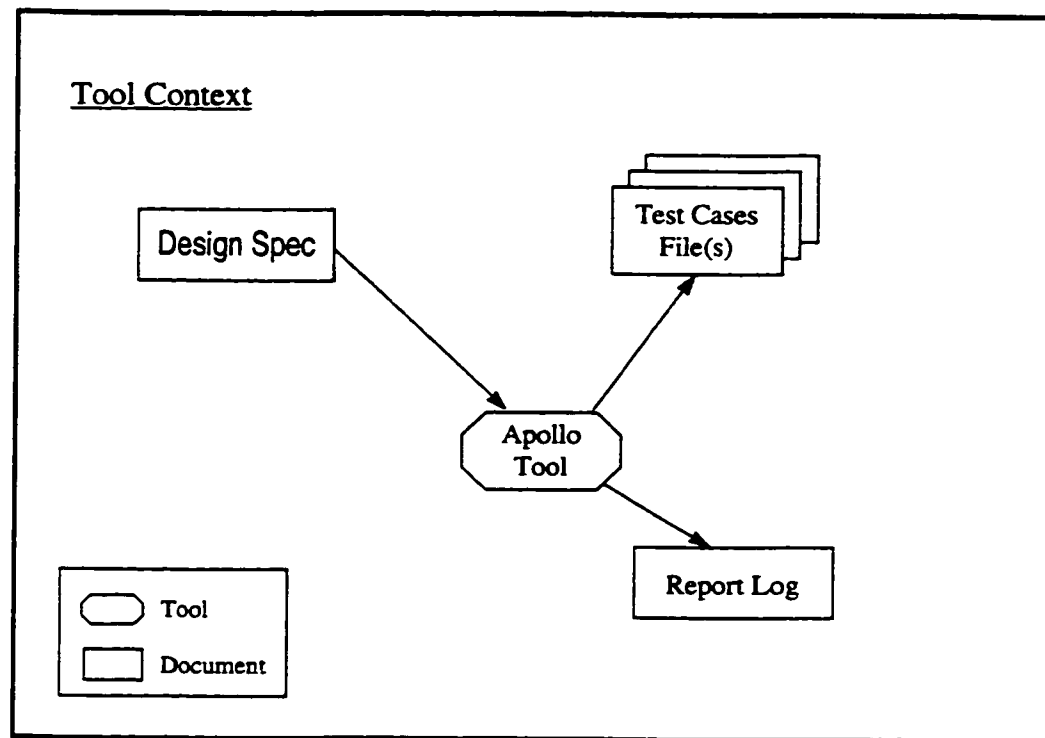 Tool Context
Design Spec
Test Cases
File(s)
Apollo
Tool
Report Log
Tool
Document